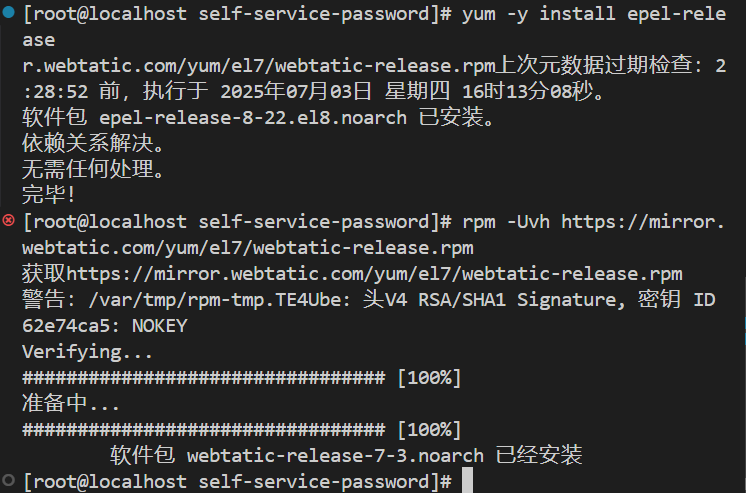 [root@localhost self-service-password]# yum -y install epel-rele
ase
r.webtatic.com/yum/el7/webtatic-release.rpm上次元数据过期检查：2
:28:52 前，执行于 2025年07月03日 星期四 16时13分08秒。
软件包 epel-release-8-22.el8.noarch 已安装。
依赖关系解决。
无需任何处理。
完毕！
[root@localhost self-service-password]# rpm -Uvh https://mirror.
webtatic.com/yum/el7/webtatic-release.rpm
获取https://mirror.webtatic.com/yum/el7/webtatic-release.rpm
警告：/var/tmp/rpm-tmp.TE4Ube: 头V4 RSA/SHA1 Signature, 密钥 ID
62e74ca5: NOKEY
Verifying...
################################# [100%]
准备中...
################################# [100%]
软件包 webtatic-release-7-3.noarch 已经安装
[root@localhost self-service-password]#